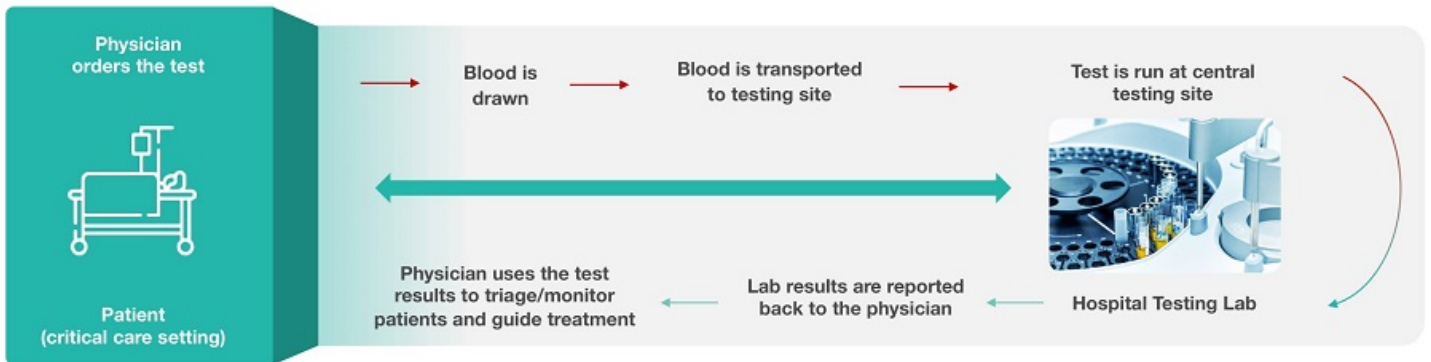 Physician
orders the test
Patient
(critical care setting)
Blood is
drawn
Blood is transported
to testing site
Test is run at central
testing site
Hospital Testing Lab
Lab results are reported
back to the physician
Physician uses the test
results to triage/monitor
patients and guide treatment